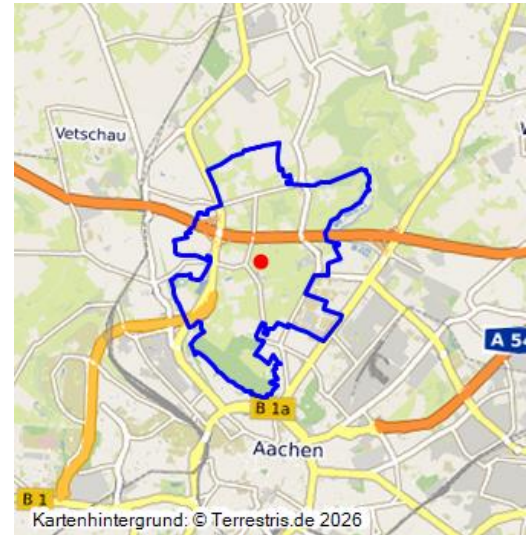 Vetschau
W
A 54
B 1a
Aachen
B 1
Kartenhintergrund: © Terrestris.de 2026